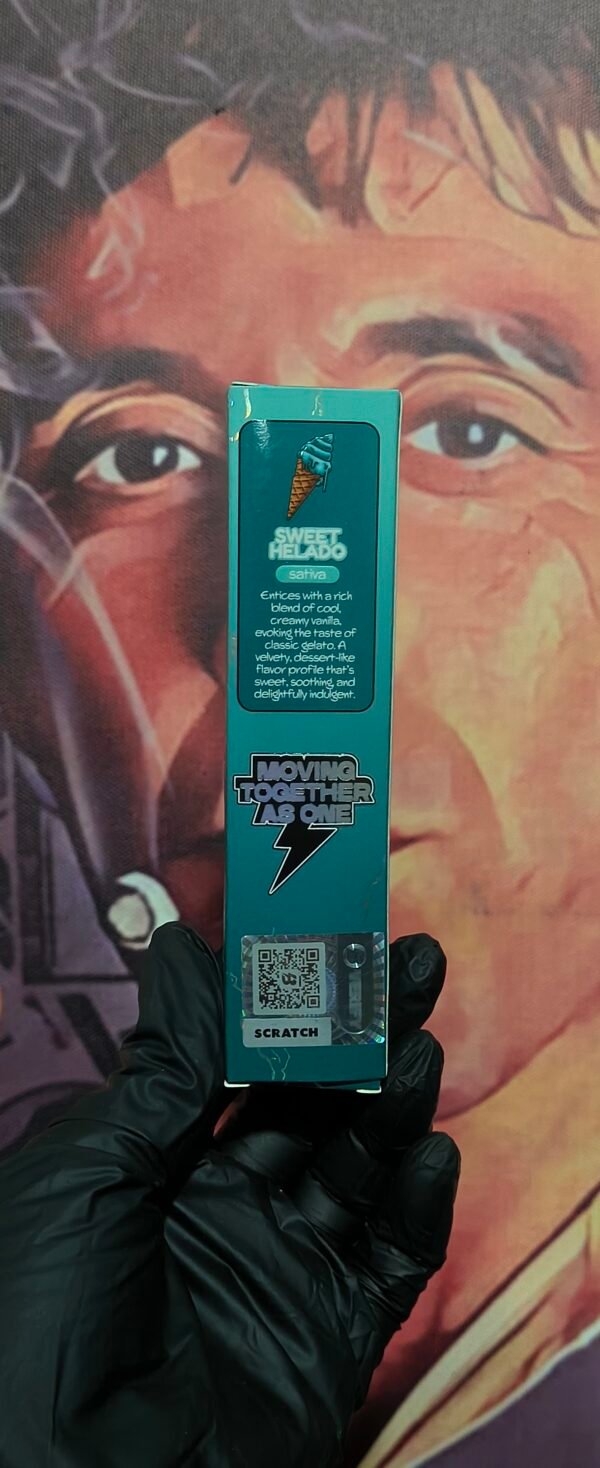 SWEET
HELADO
sativa
Entices with a rich
blend of cool,
creamy vanilla,
evoking the taste of
classic gelato. A
velvety, dessert-like
flavor profile that's
sweet, soothing, and
delightfully indulgent.
MOVING
TOGETHER
AS ONE
SCRATCH